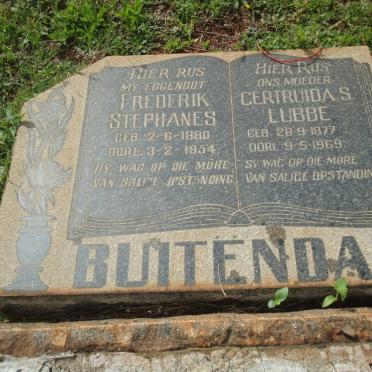 HIER RUS
MY EGGENOOT
FREDERIK
STEPHANES
GEB: 2-6-1880
OORL: 3-2-1954.
HY WAG OP DIE MÔRE
VAN SALIGE OPSTANDING
HIER RUS
ONS MOEDER
GERTRUIDA S.
LUBBE
GEB: 28-9-1877
OORL: 9-5-1969.
SY WAG OP DIE MÔRE
VAN SALIGE OPSTANDIN
BUITENDA